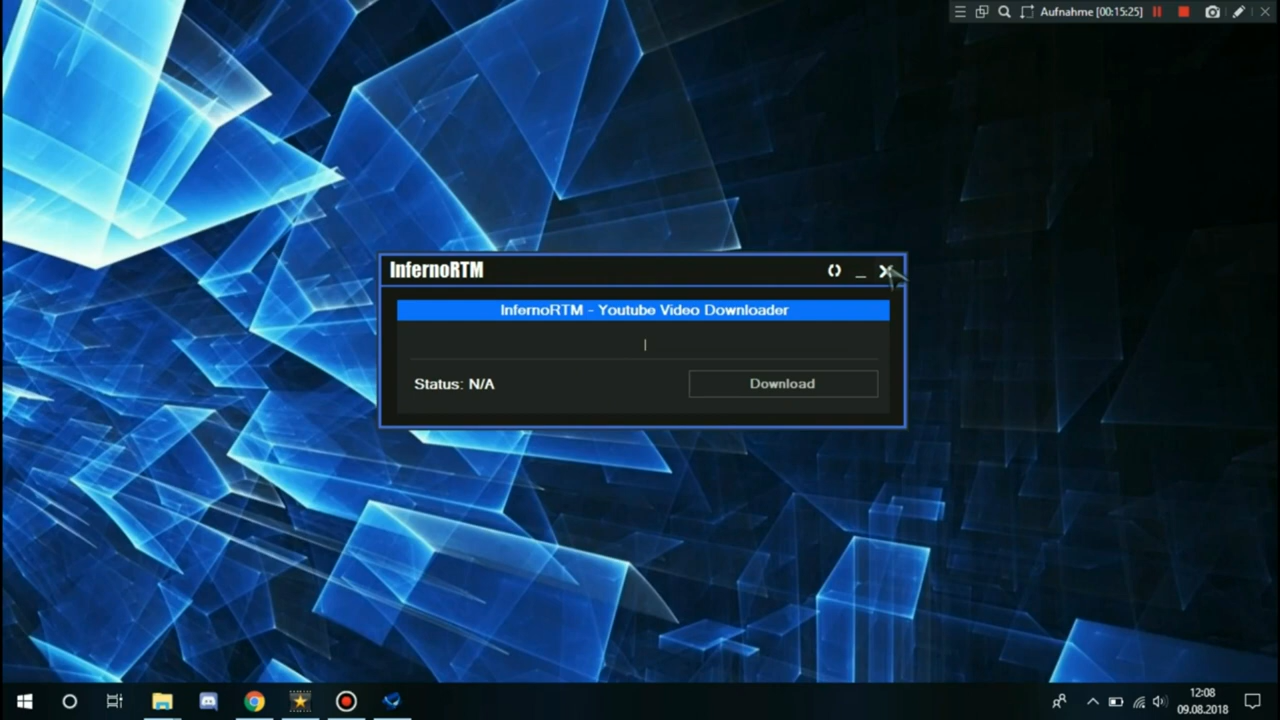 Aufnahme [00:15:25]
InfernoRTM
InfernoRTM - Youtube Video Downloader
Status: N/A
Download
12:08
09.08.2018